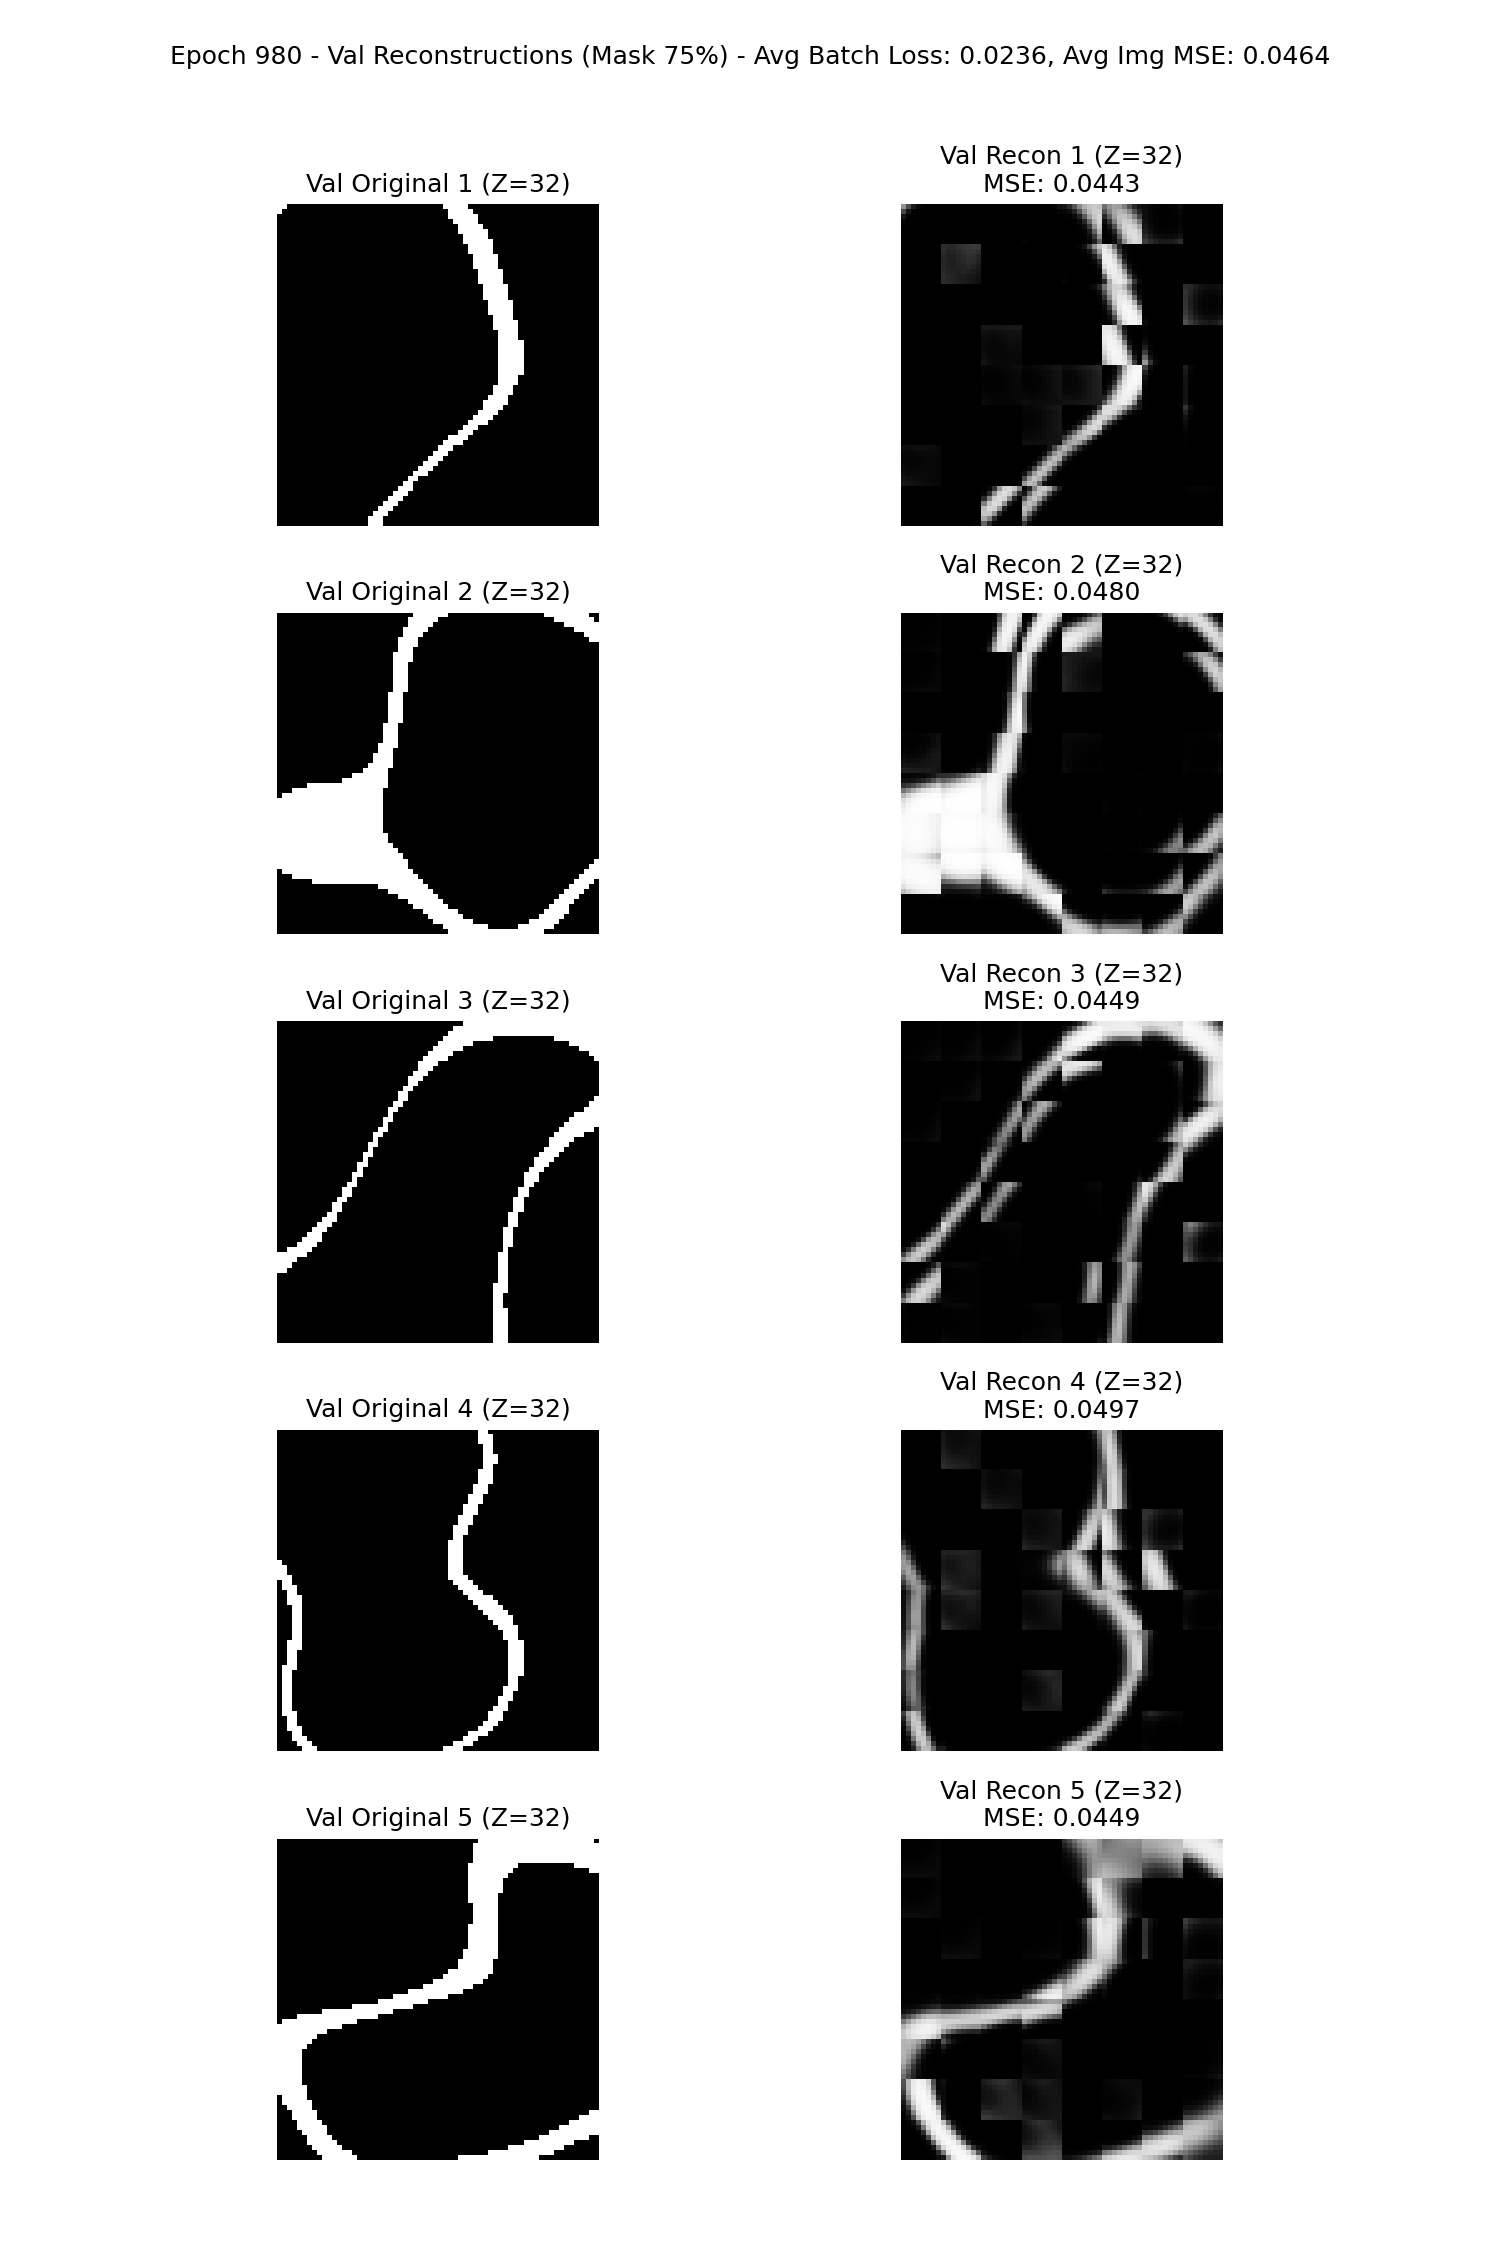 Epoch 980 - Val Reconstructions (Mask 75%) - Avg Batch Loss: 0.0236, Avg Img MSE: 0.0464
Val Original 1 (Z=32)
Val Recon 1 (Z=32)
MSE: 0.0443
Val Original 2 (Z=32)
Val Recon 2 (Z=32)
MSE: 0.0480
Val Original 3 (Z=32)
Val Recon 3 (Z=32)
MSE: 0.0449
Val Original 4 (Z=32)
Val Recon 4 (Z=32)
MSE: 0.0497
Val Original 5 (Z=32)
Val Recon 5 (Z=32)
MSE: 0.0449